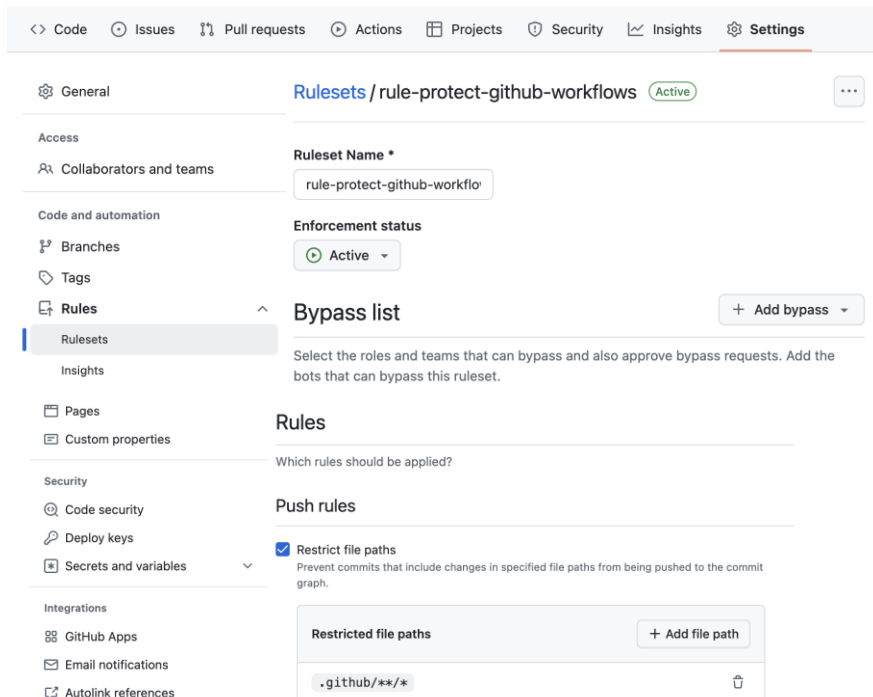 Code Issues Pull requests Actions Projects Security Insights Settings
General
Access
Collaborators and teams
Code and automation
Branches
Tags
Rules
Rulesets
Insights
Pages
Custom properties
Security
Code security
Deploy keys
Secrets and variables
Integrations
GitHub Apps
Email notifications
Autolink references
Rulesets / rule-protect-github-workflows Active
Ruleset Name *
rule-protect-github-workflo
Enforcement status
Active
Bypass list
+ Add bypass
Select the roles and teams that can bypass and also approve bypass requests. Add the
bots that can bypass this ruleset.
Rules
Which rules should be applied?
Push rules
Restrict file paths
Prevent commits that include changes in specified file paths from being pushed to the commit
graph.
Restricted file paths
+ Add file path
.github/**/*